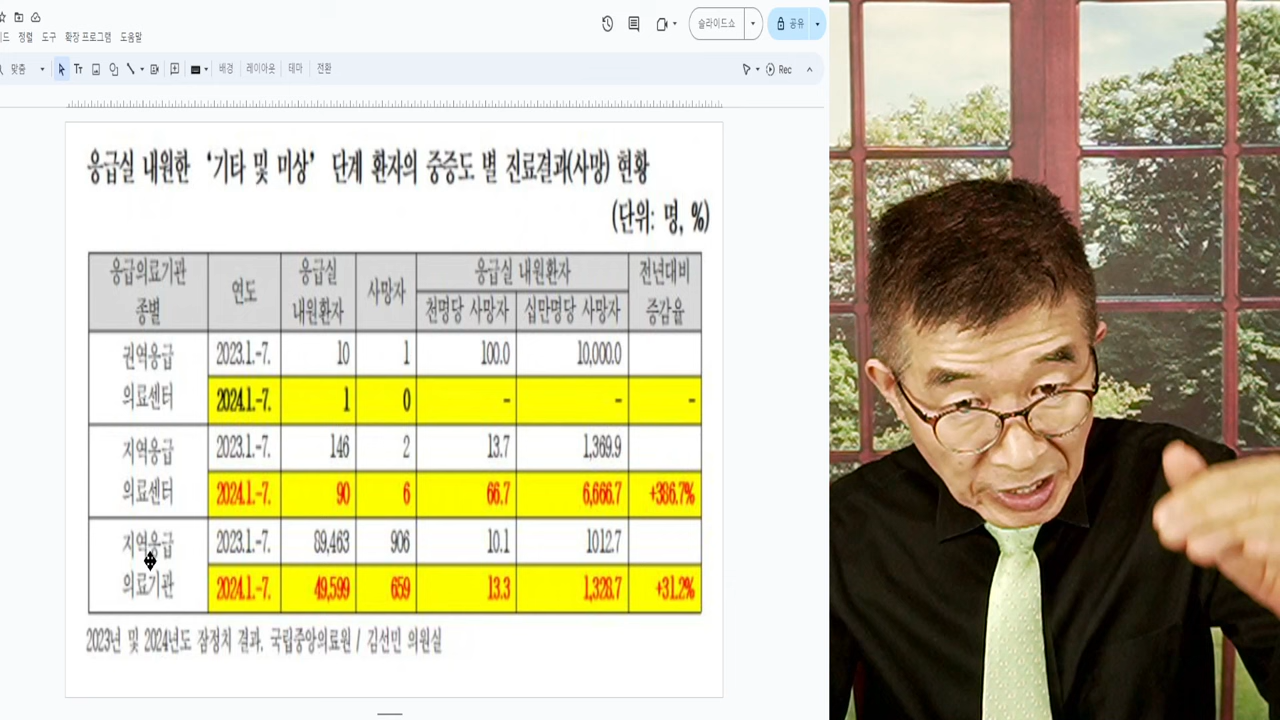 정렬 도구 확장 프로그램 도움말
슬라이드쇼
공유
맞춤
Tт
배경 레이아웃 테마 전환
Rec
응급실 내원한 ‘기타 및 미상’ 단계 환자의 중증도 별 진료결과(사망) 현황
(단위: 명, %)
응급의료기관 종별 연도 응급실 내원환자 사망자 응급실 내원환자 전년대비 증감율
천명당 사망자 십만명당 사망자
권역응급 의료센터 2023.1.-7. 10 1 100.0 10,000.0
2024.1.-7. 1 0 - - -
지역응급 의료센터 2023.1.-7. 146 2 13.7 1,369.9
2024.1.-7. 90 6 66.7 6,666.7 +386.7%
지역응급 의료기관 2023.1.-7. 89,463 906 10.1 1012.7
2024.1.-7. 49,599 659 13.3 1,328.7 +31.2%
2023년 및 2024년도 잠정치 결과. 국립중앙의료원 / 김선민 의원실